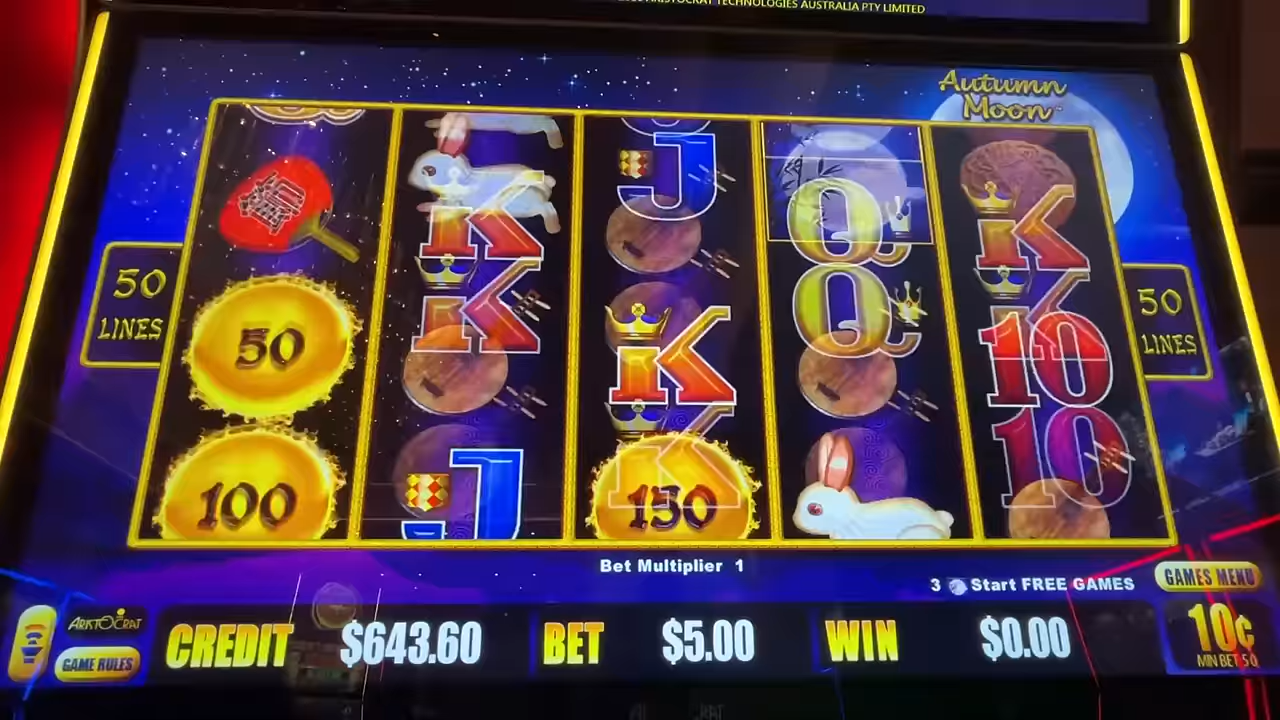 ARISTOCRAT TECHNOLOGIES AUSTRALIA PTY LIMITED
Autumn
Moon
50
LINES
50
LINES
J
K
Q
K
50
K
K
Q
10
100
J
150
10
Bet Multiplier 1
3 Start FREE GAMES
GAMES MENU
ARISTOCRAT
GAME RULES
CREDIT $643.60 BET $5.00 WIN $0.00
10¢
MIN BET 50